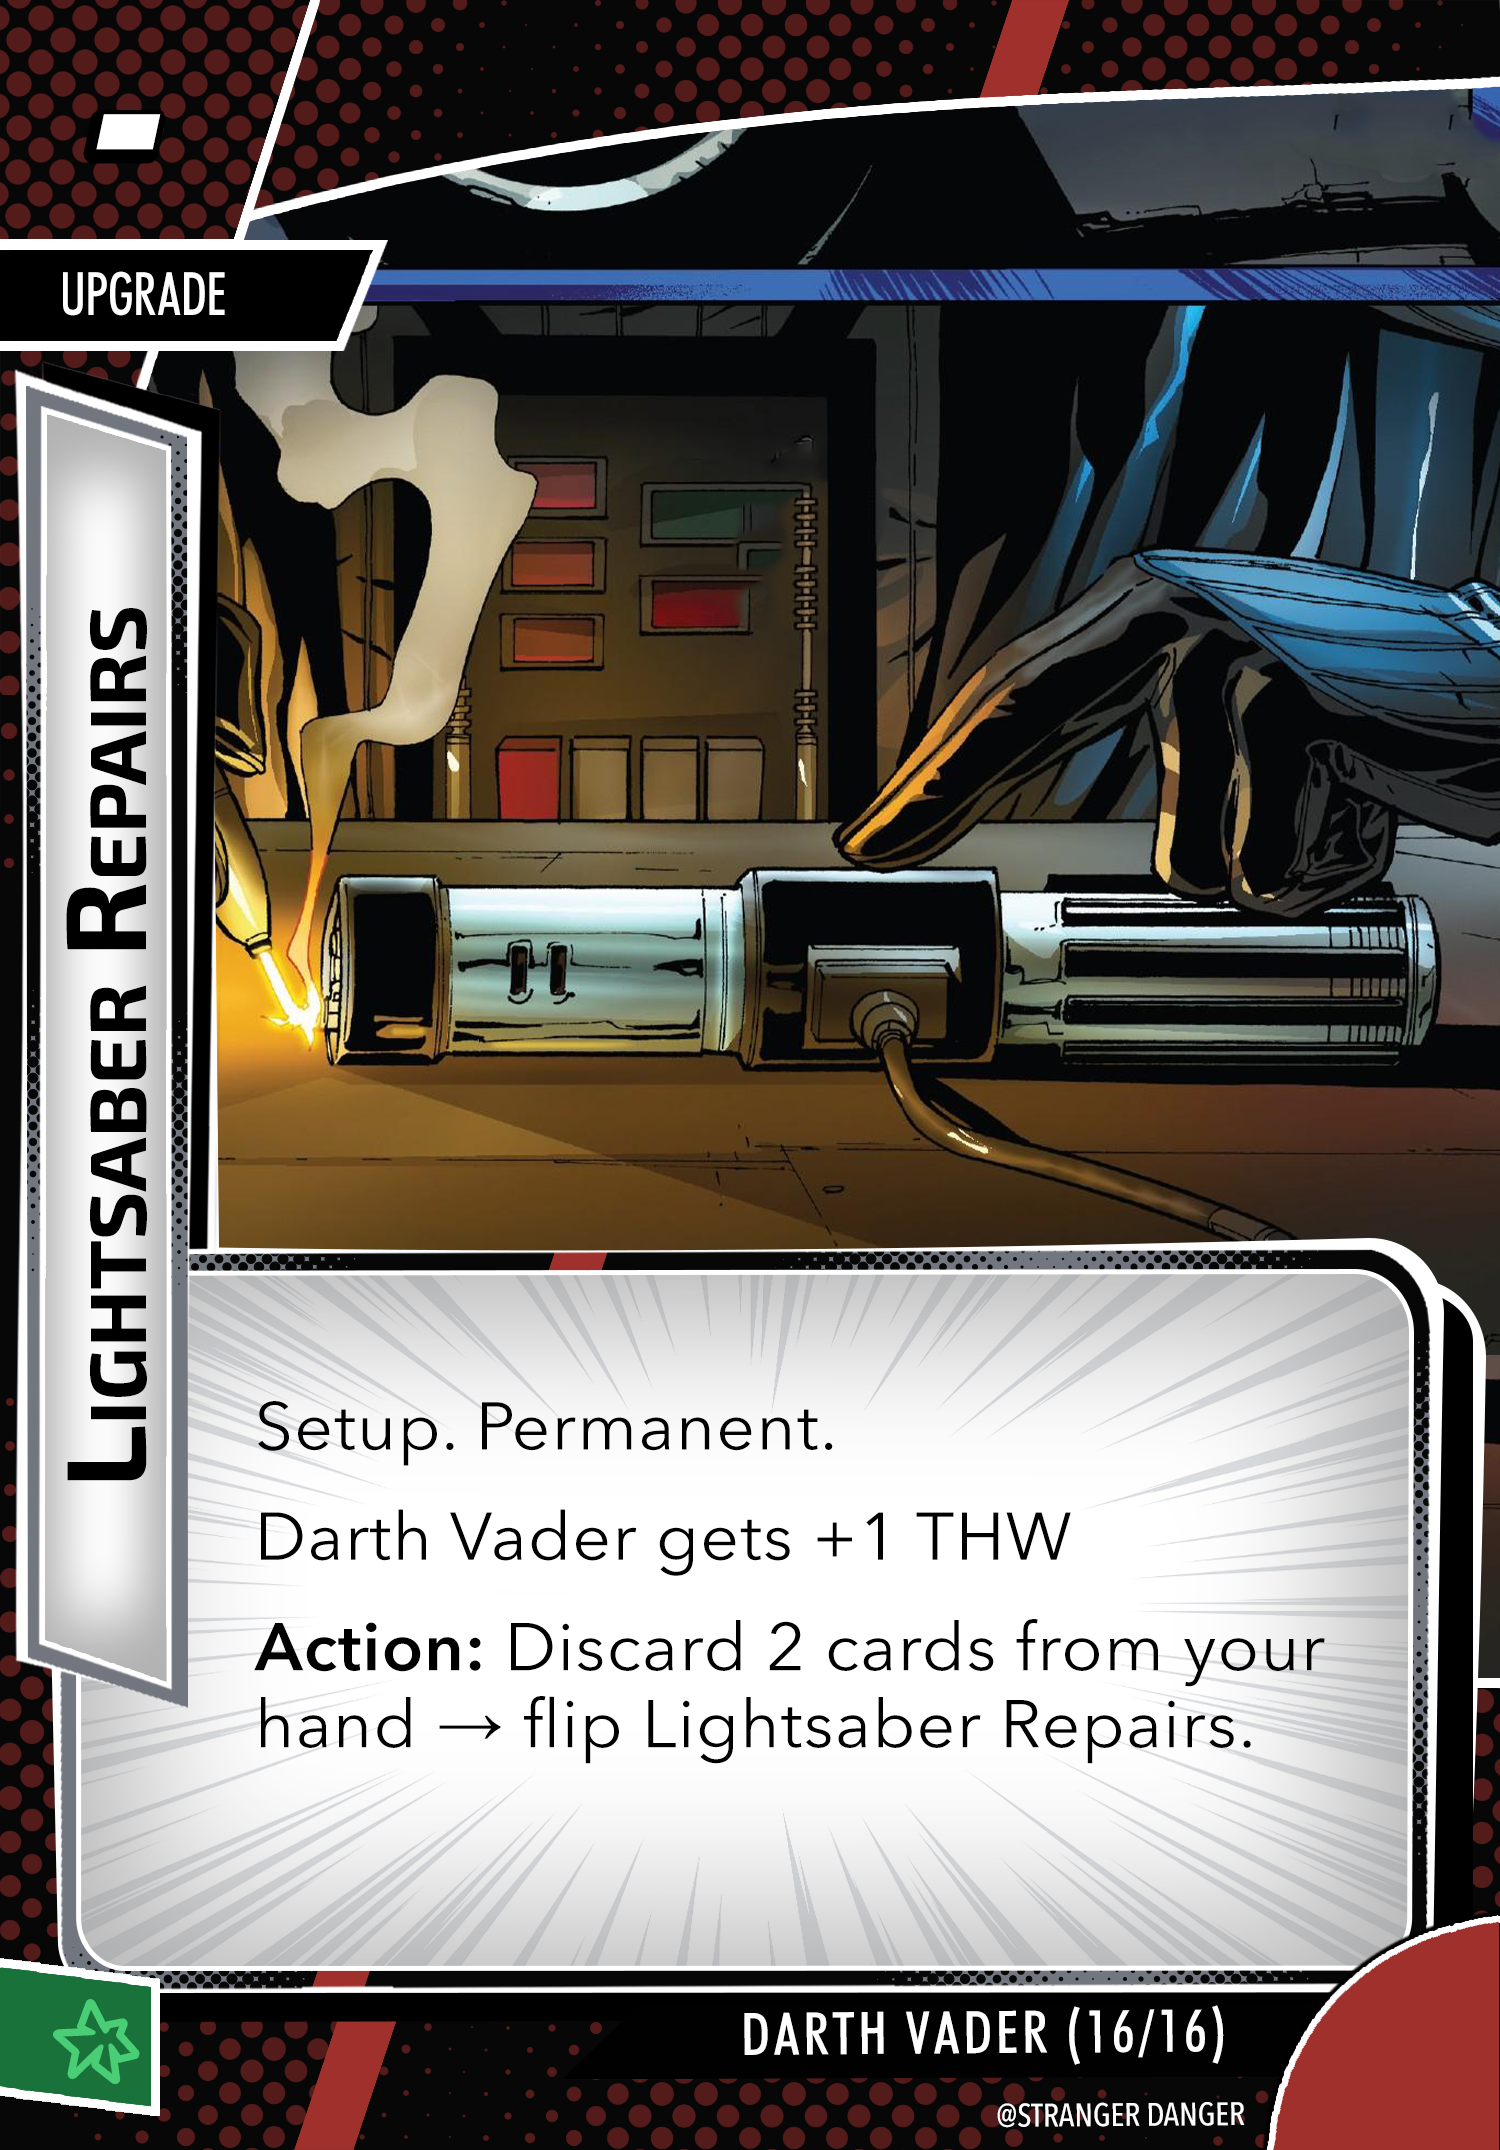 -
UPGRADE
LIGHTSABER REPAIRS
Setup. Permanent.
Darth Vader gets +1 THW
Action: Discard 2 cards from your
hand → flip Lightsaber Repairs.
DARTH VADER (16/16)
@STRANGER DANGER